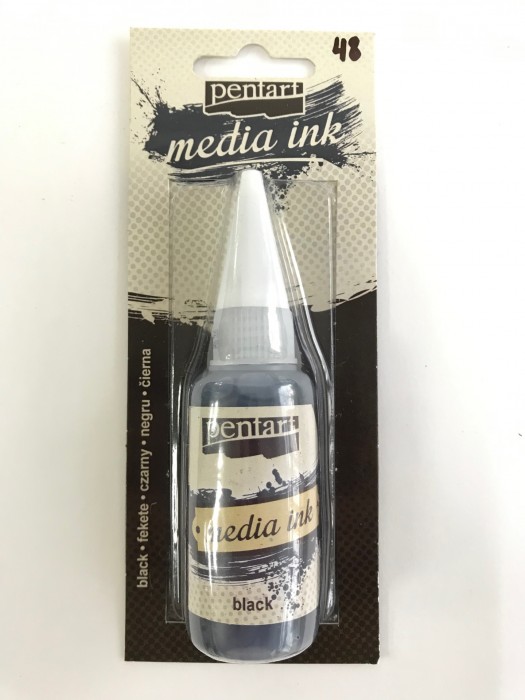 48
pentart
media ink
black • fekete • czarny • negru • čierna
pentart
• media ink
black